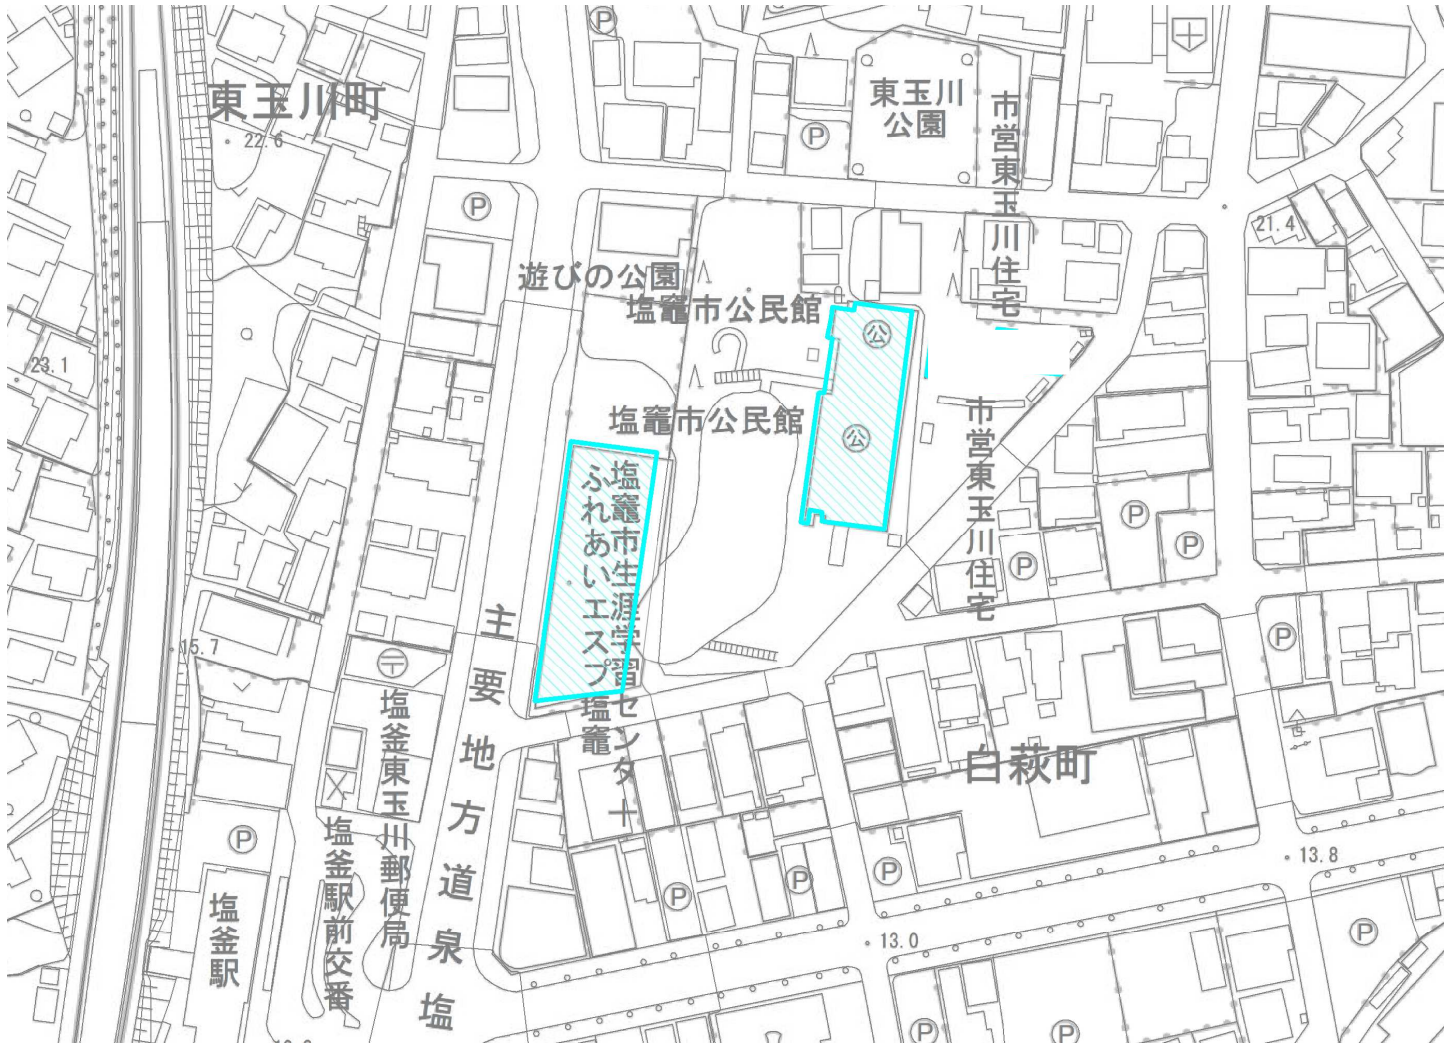 P
東玉川町
22.6
東玉川
公園
P
市営東玉川住宅
P
21.4
遊びの公園
塩竈市公民館
公
23.1
塩竈市公民館
公
市営東玉川住宅
塩竈市生涯学習センター
ふれあいエスプ塩竈
P
P
P
P
15.7
主要地方道泉塩
塩釜東玉川郵便局
白萩町
P
塩釜駅前交番
13.8
P
P
P
塩釜駅
13.0
P
P
P